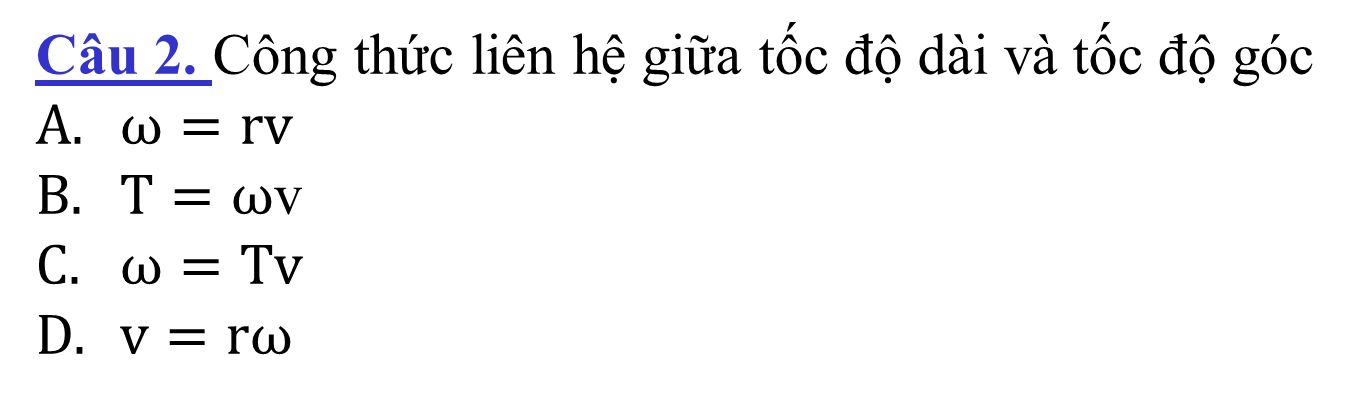 Câu 2. Công thức liên hệ giữa tốc độ dài và tốc độ góc
A. ω = rv
B. T = ωv
C. ω = Tv
D. v = rω